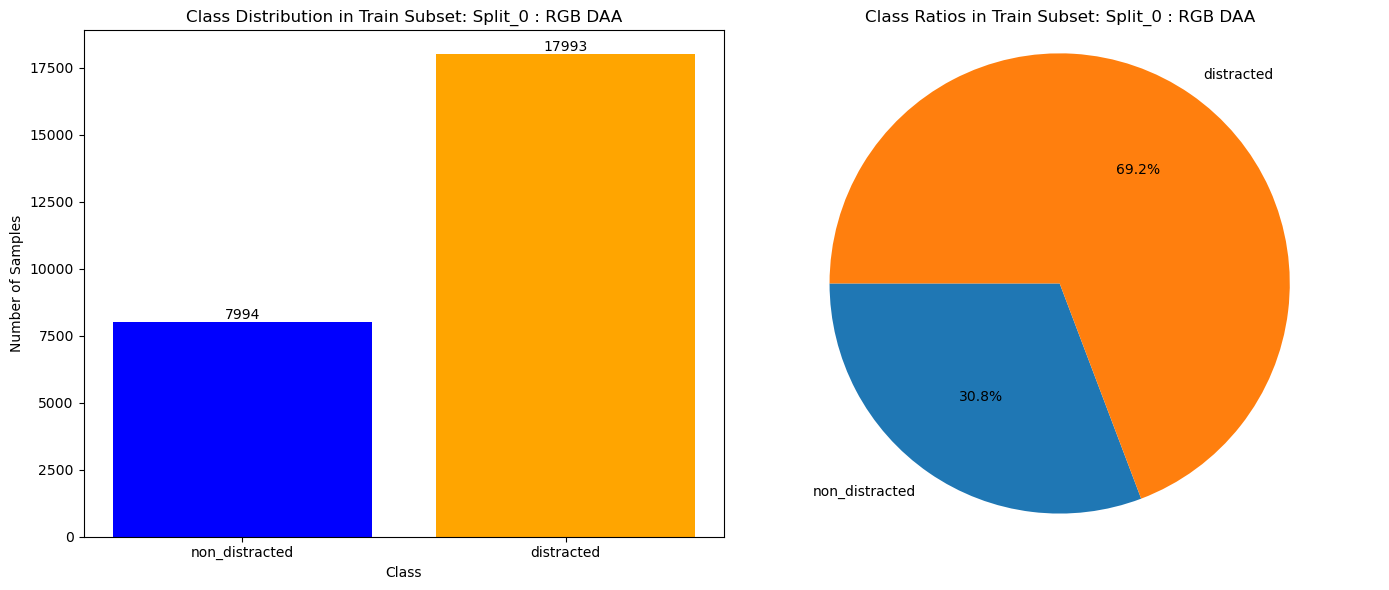 Class Distribution in Train Subset: Split_0 : RGB DAA
17500
15000
12500
10000
7500
5000
2500
0
Number of Samples
7994
17993
non_distracted
distracted
Class
Class Ratios in Train Subset: Split_0 : RGB DAA
distracted
69.2%
30.8%
non_distracted